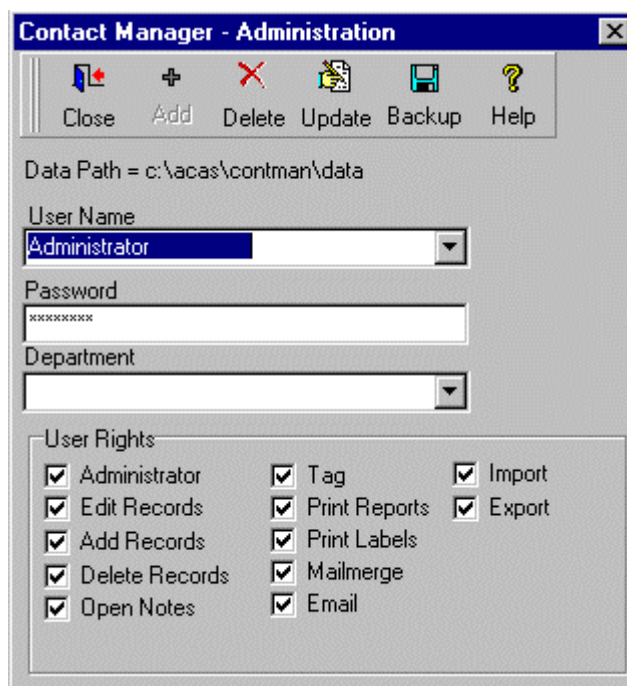 Contact Manager - Administration
Close Add Delete Update Backup Help
Data Path = c:\acas\contman\data
User Name
Administrator
Password
********
Department
User Rights
Administrator Tag Import
Edit Records Print Reports Export
Add Records Print Labels
Delete Records Mailmerge
Open Notes Email